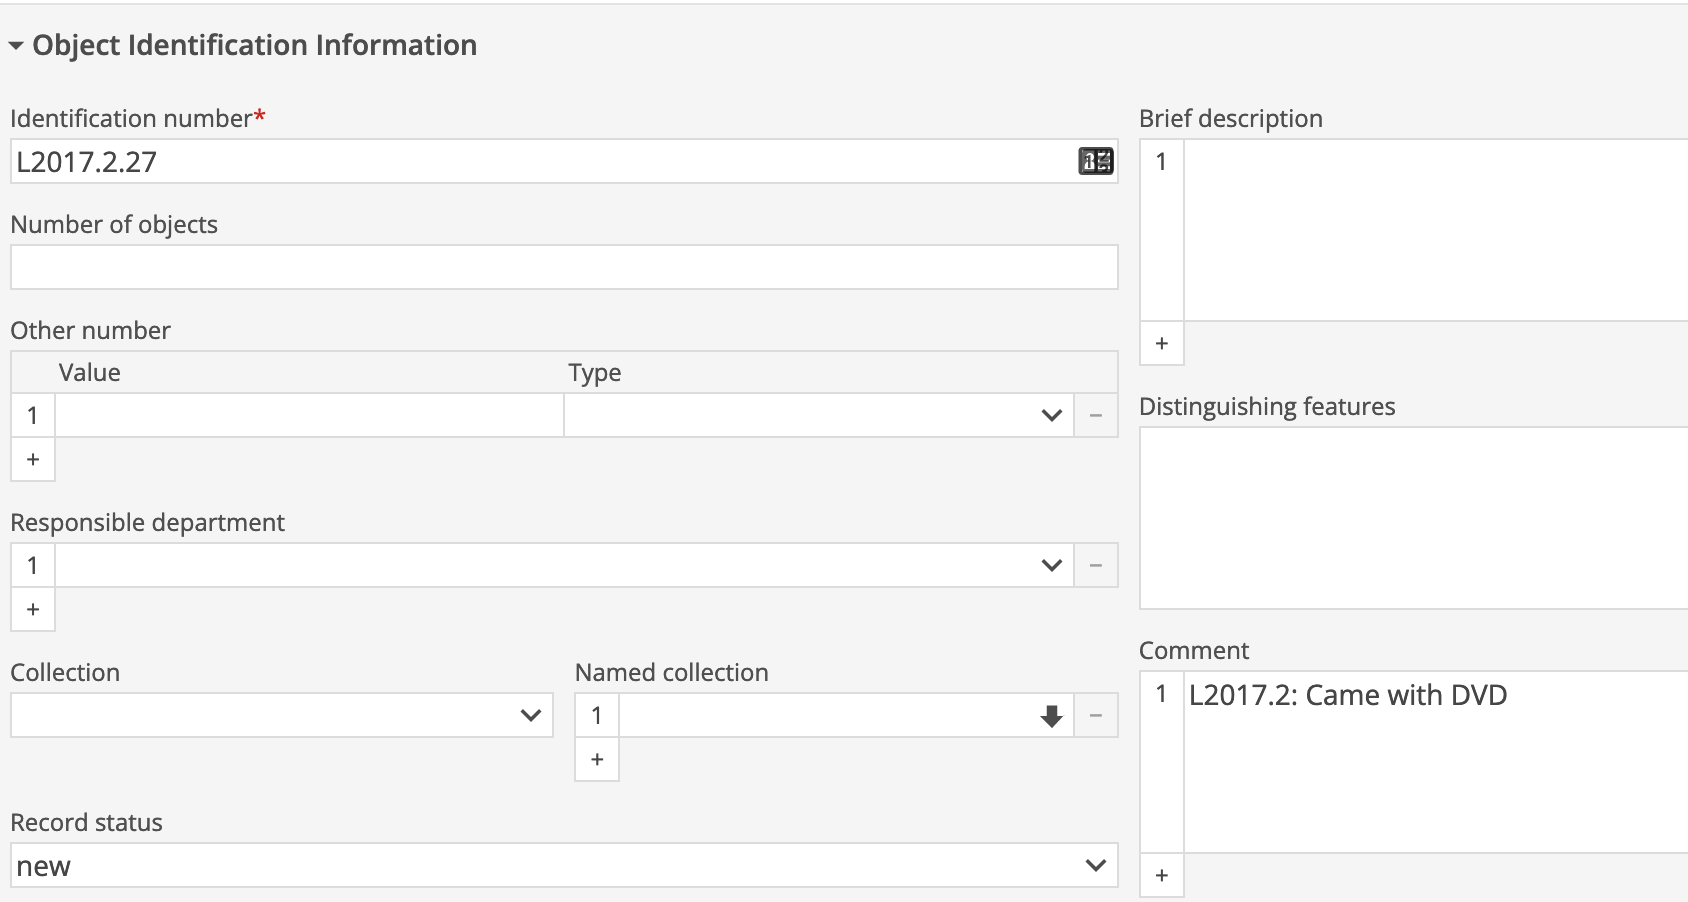 Object Identification Information
Identification number*
L2017.2.27
Number of objects
Other number
Value Type
1
+
Responsible department
1
+
Collection
Named collection
1
+
Record status
new
Brief description
1
+
Distinguishing features
Comment
1 L2017.2: Came with DVD
+